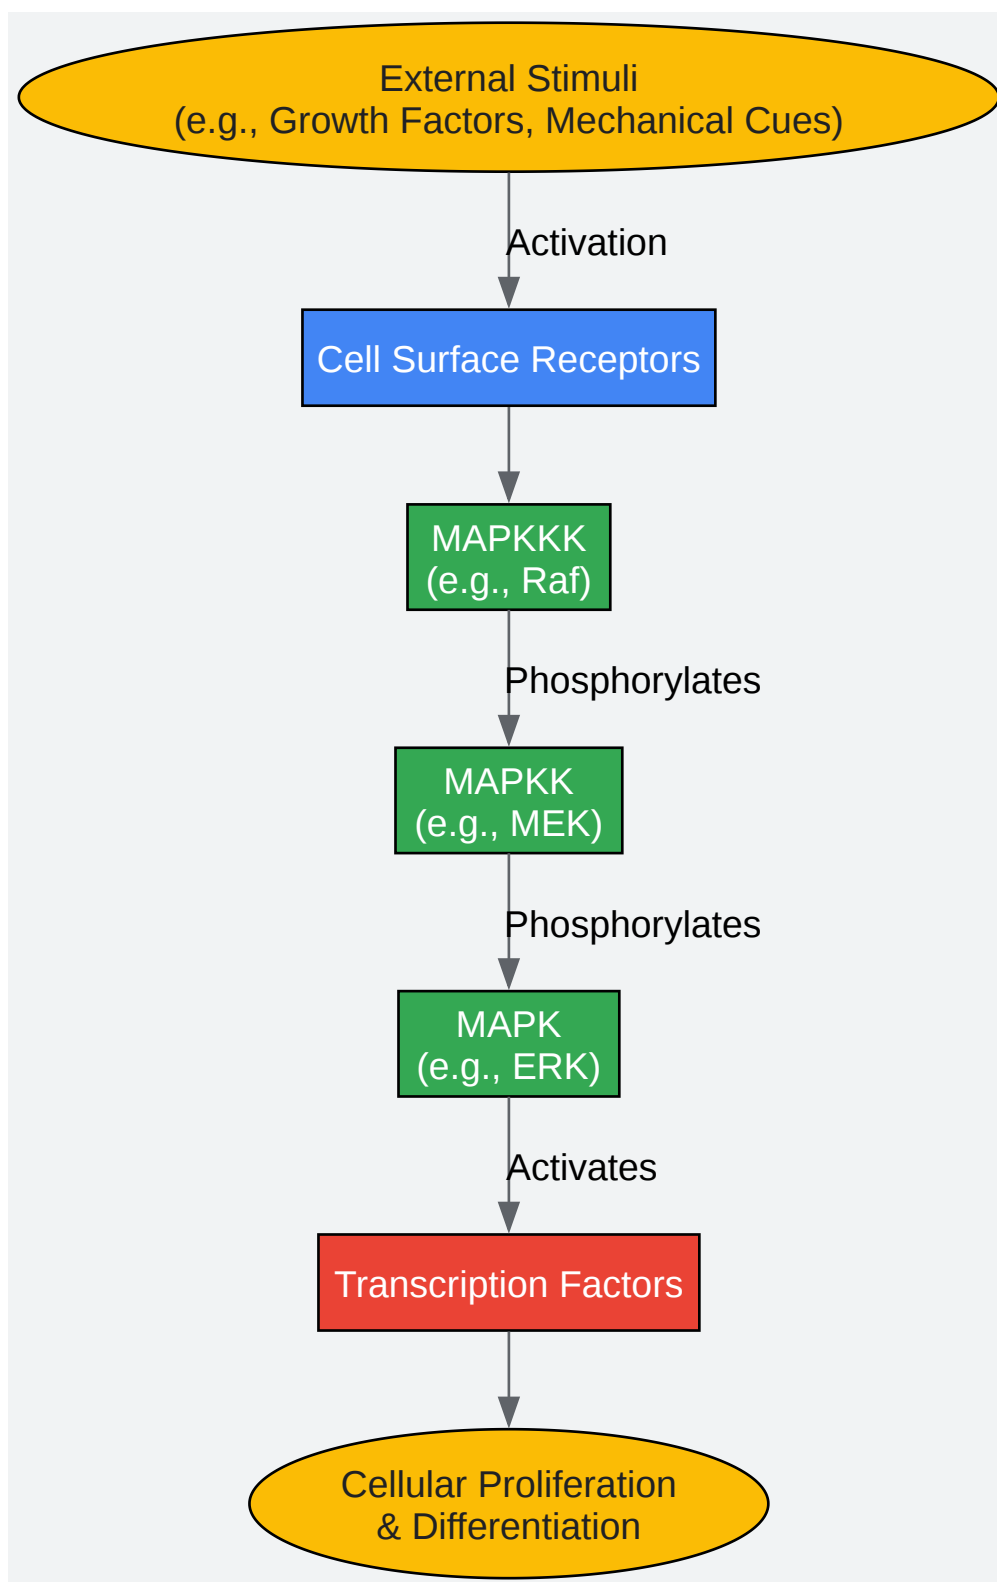 External Stimuli
(e.g., Growth Factors, Mechanical Cues)
Activation
Cell Surface Receptors
MAPKKK
(e.g., Raf)
Phosphorylates
MAPKK
(e.g., MEK)
Phosphorylates
MAPK
(e.g., ERK)
Activates
Transcription Factors
Cellular Proliferation
& Differentiation